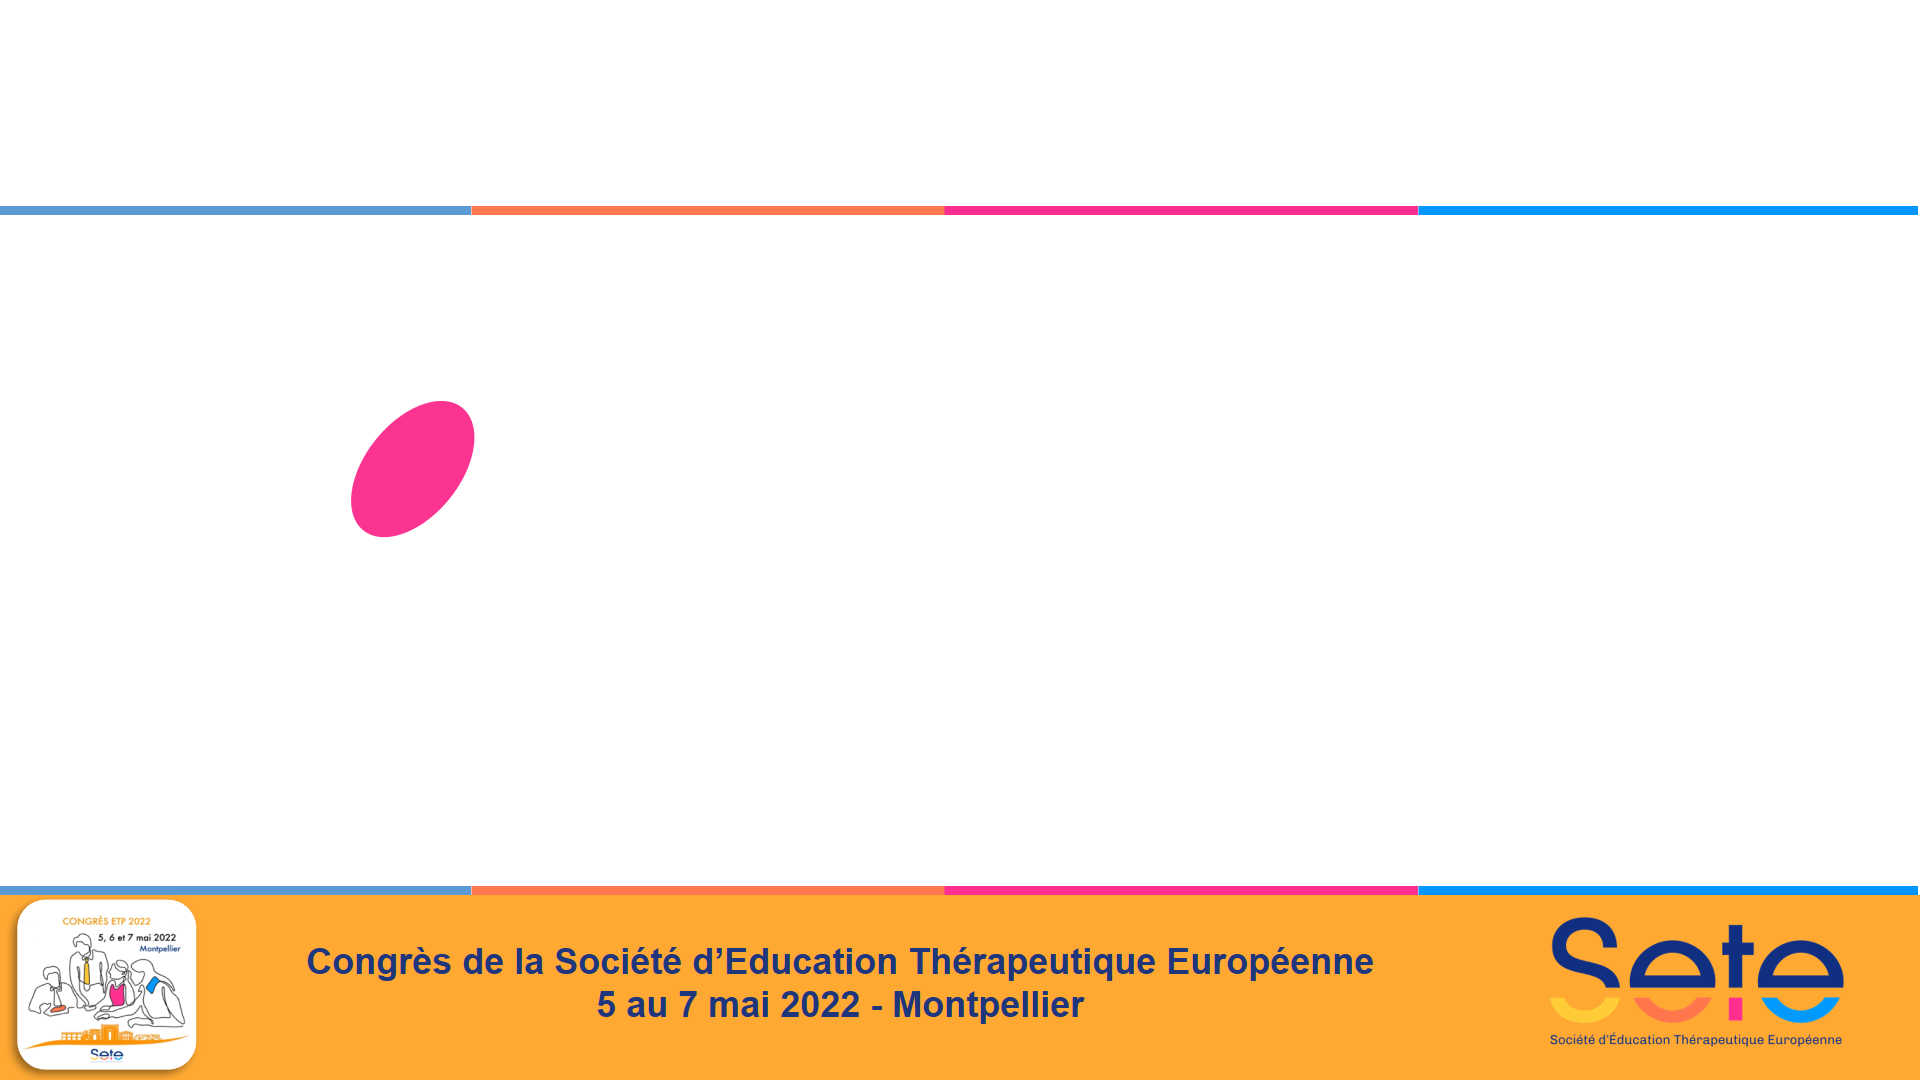 CONGRÈS ETP 2022
5, 6 et 7 mai 2022
Montpellier
Sete
Congrès de la Société d’Education Thérapeutique Européenne
5 au 7 mai 2022 - Montpellier
Sete
Société d’Éducation Thérapeutique Européenne